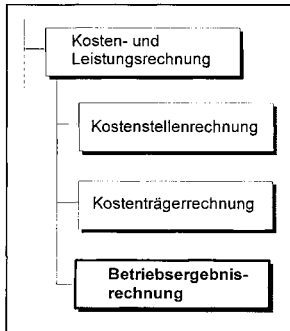 Kosten- und
Leistungsrechnung
Kostenstellenrechnung
Kostenträgerrechnung
Betriebsergebnis-
rechnung